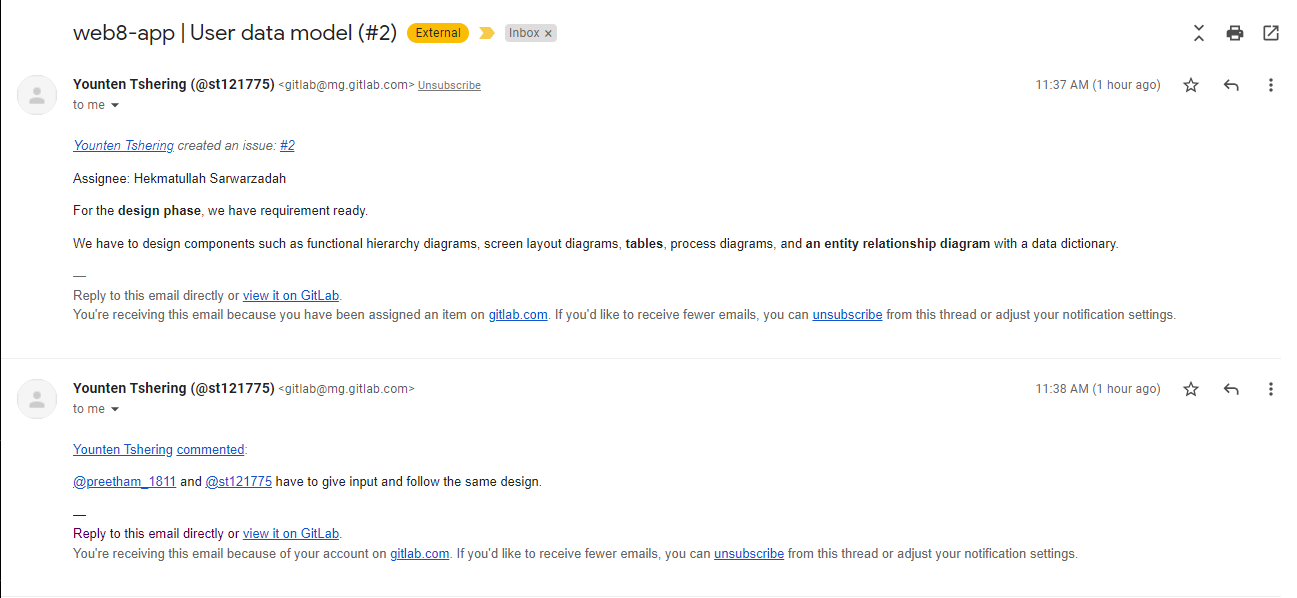 web8-app | User data model (#2) External Inbox ×
Younten Tshering (@st121775) <gitlab@mg.gitlab.com> Unsubscribe 11:37 AM (1 hour ago)
to me
Younten Tshering created an issue: #2
Assignee: Hekmatullah Sarwarzadah
For the design phase, we have requirement ready.
We have to design components such as functional hierarchy diagrams, screen layout diagrams, tables, process diagrams, and an entity relationship diagram with a data dictionary.
—
Reply to this email directly or view it on GitLab.
You're receiving this email because you have been assigned an item on gitlab.com. If you'd like to receive fewer emails, you can unsubscribe from this thread or adjust your notification settings.
Younten Tshering (@st121775) <gitlab@mg.gitlab.com> 11:38 AM (1 hour ago)
to me
Younten Tshering commented:
@preetham_1811 and @st121775 have to give input and follow the same design.
—
Reply to this email directly or view it on GitLab.
You're receiving this email because of your account on gitlab.com. If you'd like to receive fewer emails, you can unsubscribe from this thread or adjust your notification settings.